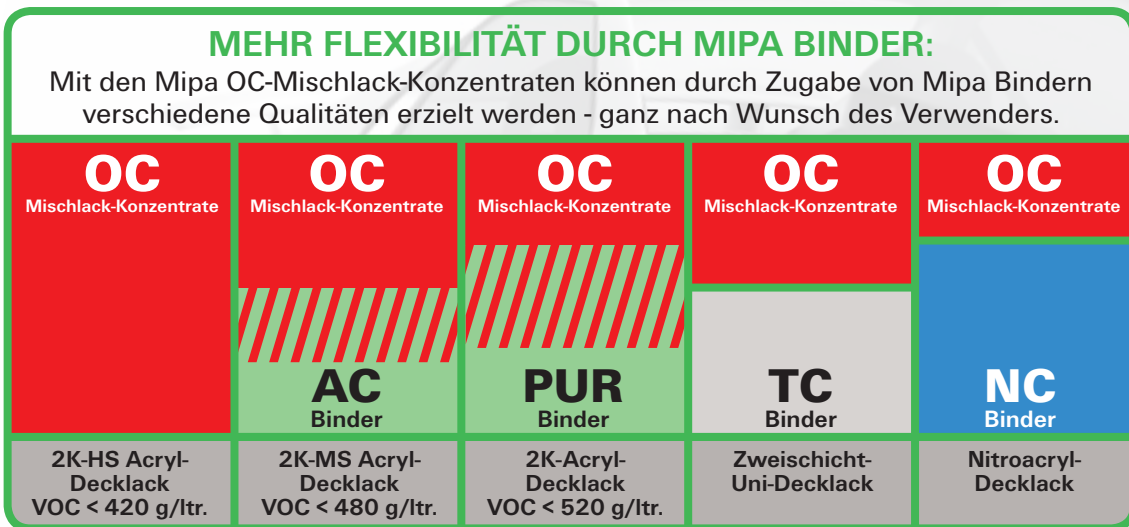 MEHR FLEXIBILITÄT DURCH MIPA BINDER:
Mit den Mipa OC-Mischlack-Konzentraten können durch Zugabe von Mipa Bindern
verschiedene Qualitäten erzielt werden - ganz nach Wunsch des Verwenders.
OC
Mischlack-Konzentrate
2K-HS Acryl-
Decklack
VOC < 420 g/ltr.
OC
Mischlack-Konzentrate
AC
Binder
2K-MS Acryl-
Decklack
VOC < 480 g/ltr.
OC
Mischlack-Konzentrate
PUR
Binder
2K-Acryl-
Decklack
VOC < 520 g/ltr.
OC
Mischlack-Konzentrate
TC
Binder
Zweischicht-
Uni-Decklack
OC
Mischlack-Konzentrate
NC
Binder
Nitroacryl-
Decklack